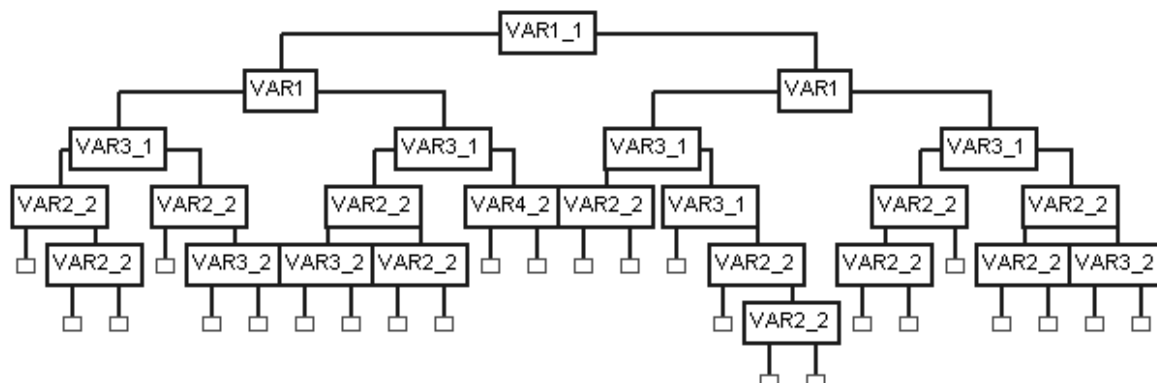 VAR1_1
VAR1 VAR1
VAR3_1 VAR3_1 VAR3_1 VAR3_1
VAR2_2 VAR2_2 VAR2_2 VAR4_2 VAR2_2 VAR3_1 VAR2_2 VAR2_2
VAR2_2 VAR3_2 VAR3_2 VAR2_2 VAR2_2 VAR2_2 VAR2_2 VAR3_2
VAR2_2